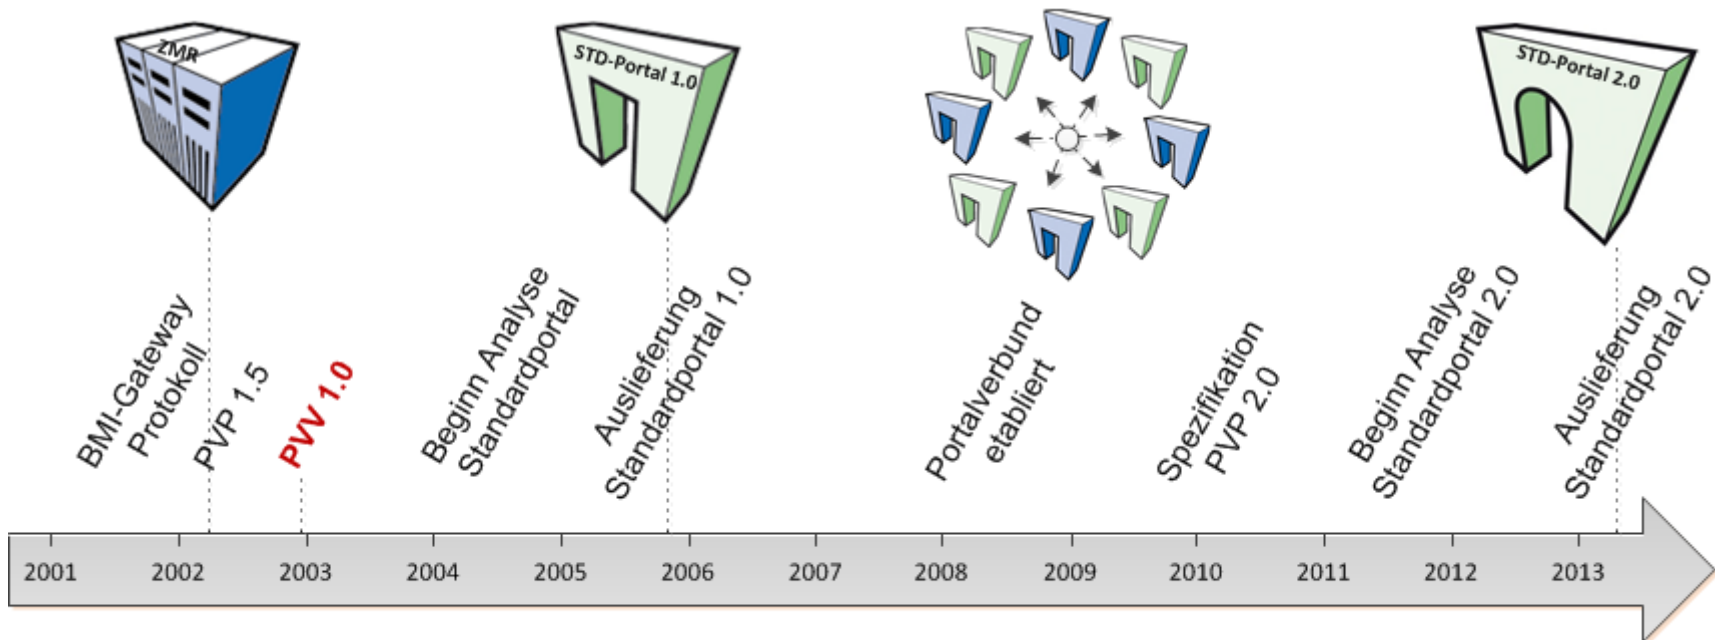 ZMR
STD-Portal 1.0
STD-Portal 2.0
BMI-Gateway
Protokoll
PVP 1.5
PVV 1.0
Beginn Analyse
Standardportal
Auslieferung
Standardportal 1.0
Portalverbund
etabliert
Spezifikation
PVP 2.0
Beginn Analyse
Standardportal 2.0
Auslieferung
Standardportal 2.0
2001 2002 2003 2004 2005 2006 2007 2008 2009 2010 2011 2012 2013